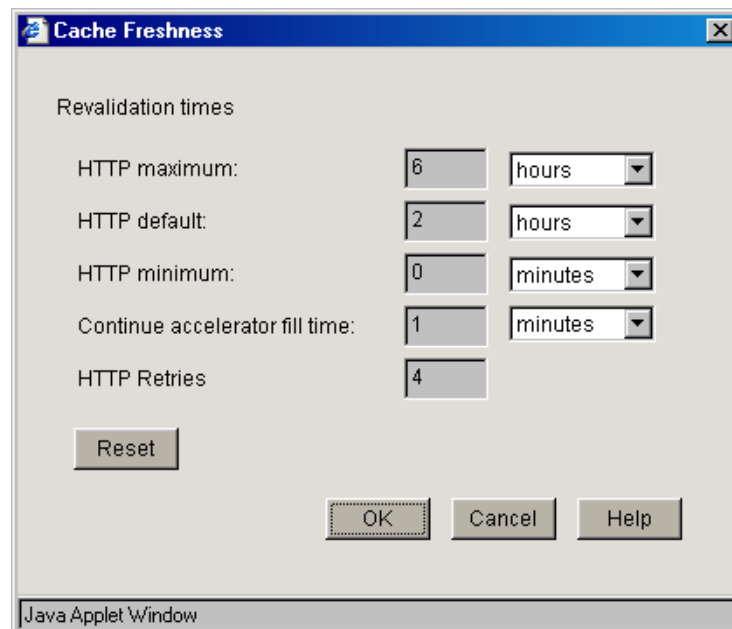 Cache Freshness
Revalidation times
HTTP maximum: 6 hours
HTTP default: 2 hours
HTTP minimum: 0 minutes
Continue accelerator fill time: 1 minutes
HTTP Retries 4
Reset
OK Cancel Help
Java Applet Window